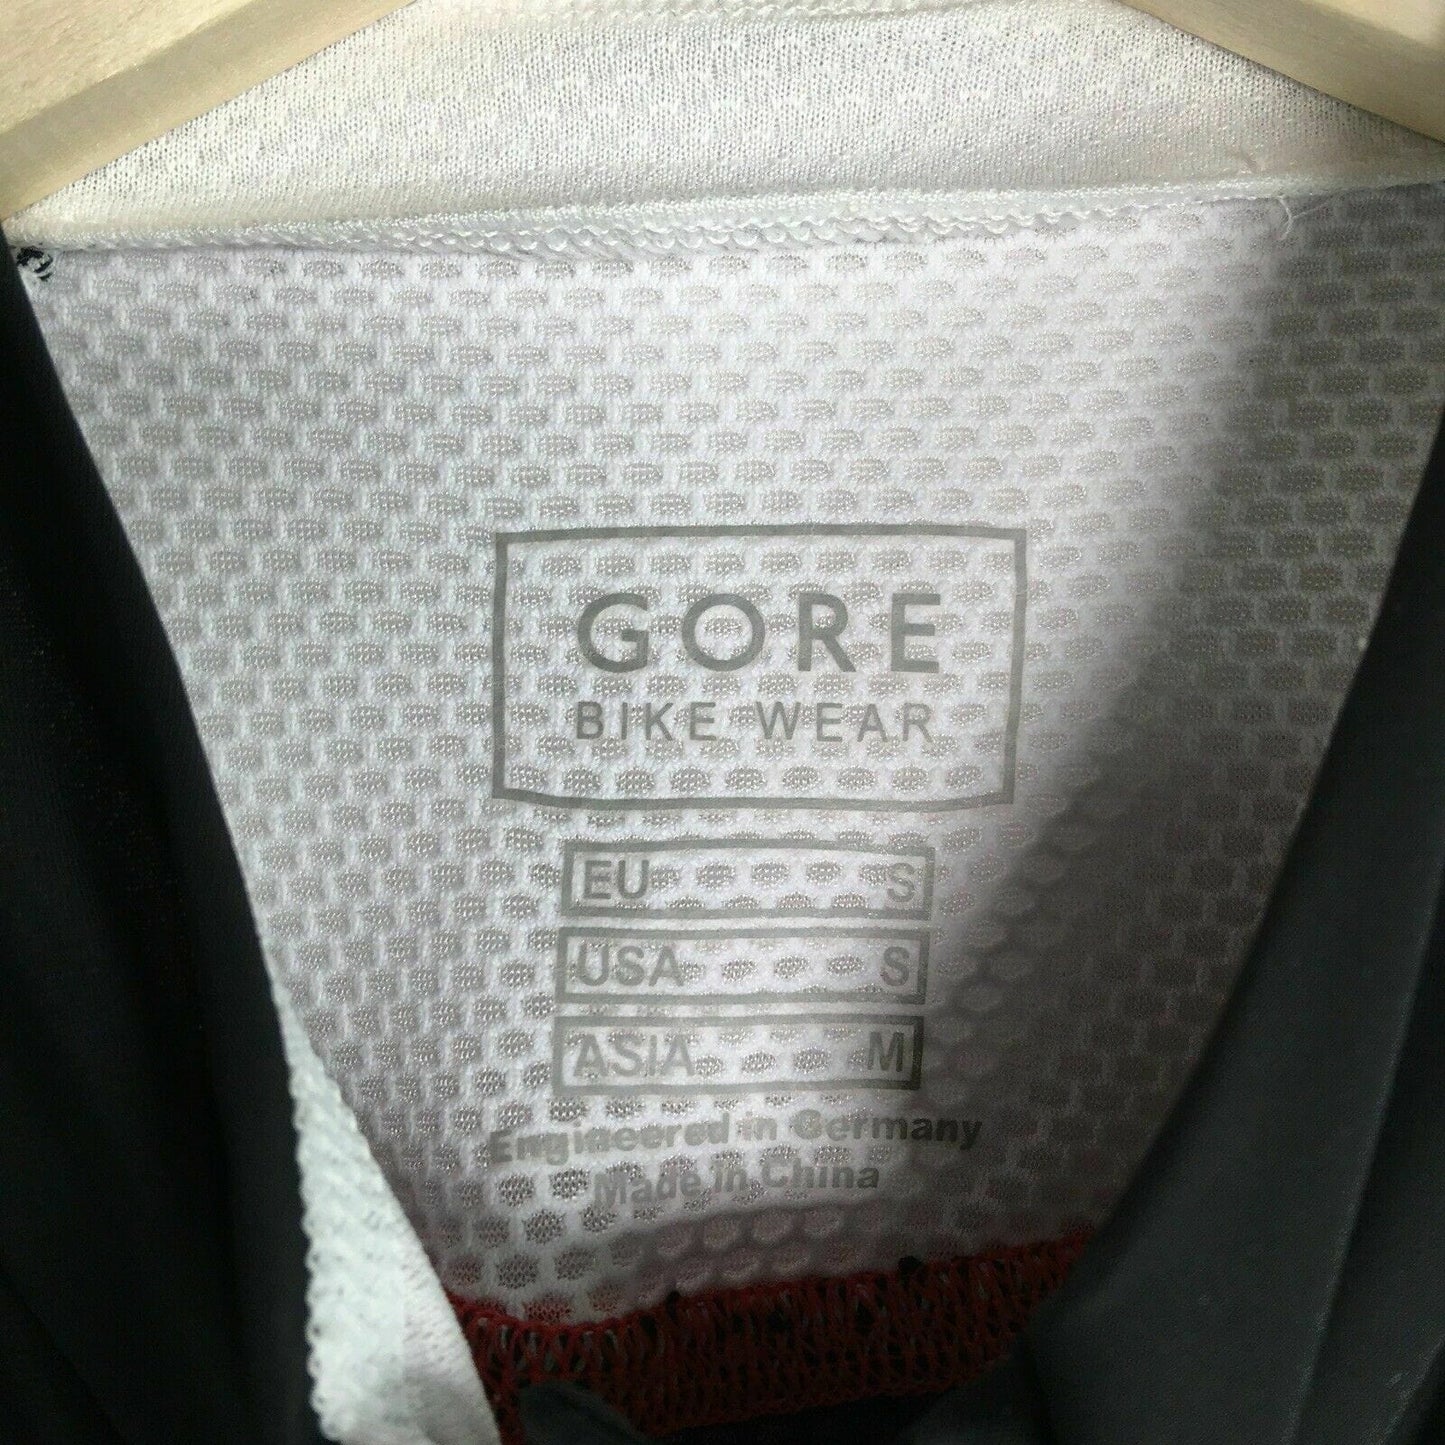 GORE
BIKE WEAR
EU S
USA S
ASIA M
Engineered in Germany
Made in China